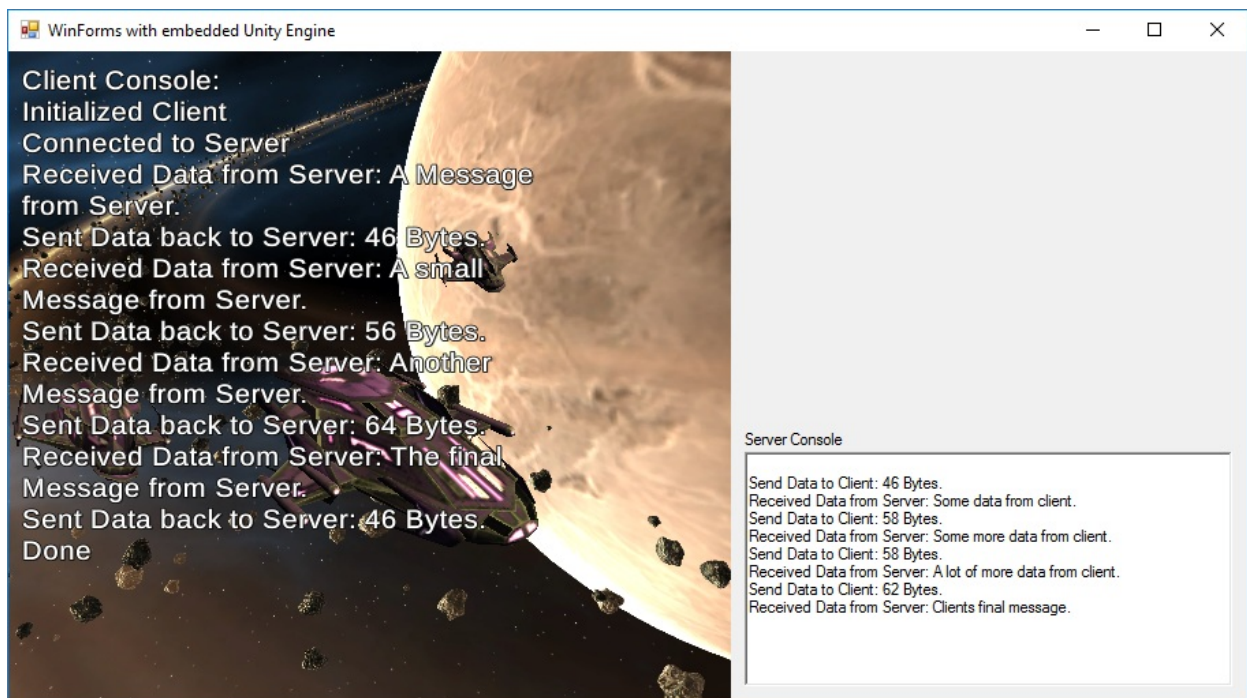 WinForms with embedded Unity Engine
Client Console:
Initialized Client
Connected to Server
Received Data from Server: A Message
from Server.
Sent Data back to Server: 46 Bytes.
Received Data from Server: A small
Message from Server.
Sent Data back to Server: 56 Bytes.
Received Data from Server: Another
Message from Server.
Sent Data back to Server: 64 Bytes.
Received Data from Server: The final
Message from Server.
Sent Data back to Server: 46 Bytes.
Done
Server Console
Send Data to Client: 46 Bytes.
Received Data from Server: Some data from client.
Send Data to Client: 58 Bytes.
Received Data from Server: Some more data from client.
Send Data to Client: 58 Bytes.
Received Data from Server: A lot of more data from client.
Send Data to Client: 62 Bytes.
Received Data from Server: Clients final message.